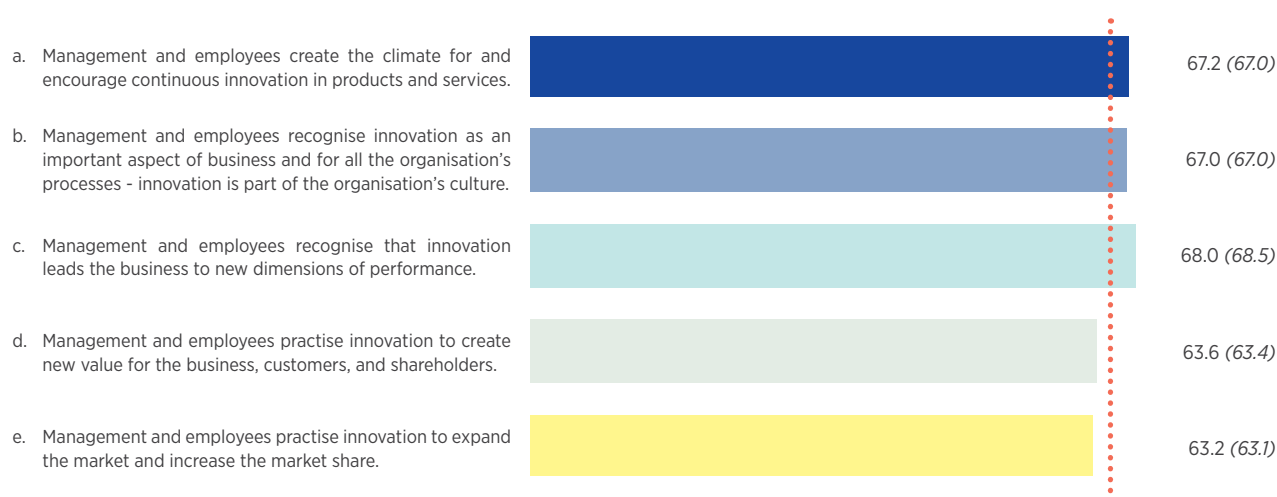 a. Management and employees create the climate for and
encourage continuous innovation in products and services.
67.2 (67.0)
b. Management and employees recognise innovation as an
important aspect of business and for all the organisation's
processes - innovation is part of the organisation's culture.
67.0 (67.0)
c. Management and employees recognise that innovation
leads the business to new dimensions of performance.
68.0 (68.5)
d. Management and employees practise innovation to create
new value for the business, customers, and shareholders.
63.6 (63.4)
e. Management and employees practise innovation to expand
the market and increase the market share.
63.2 (63.1)